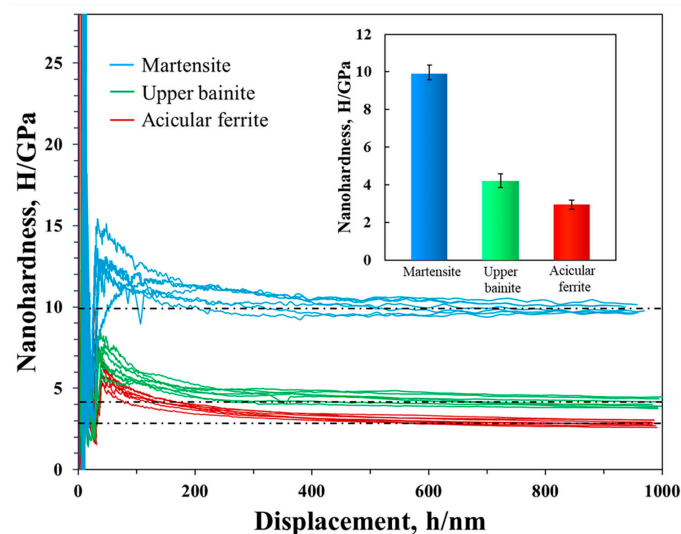 Nanohardness, H/GPa
25
20
15
10
5
0
0
200
400
600
800
1000
Displacement, h/nm
Martensite
Upper bainite
Acicular ferrite
Nanohardness, H/GPa
12
10
8
6
4
2
0
Martensite
Upper
bainite
Acicular
ferrite